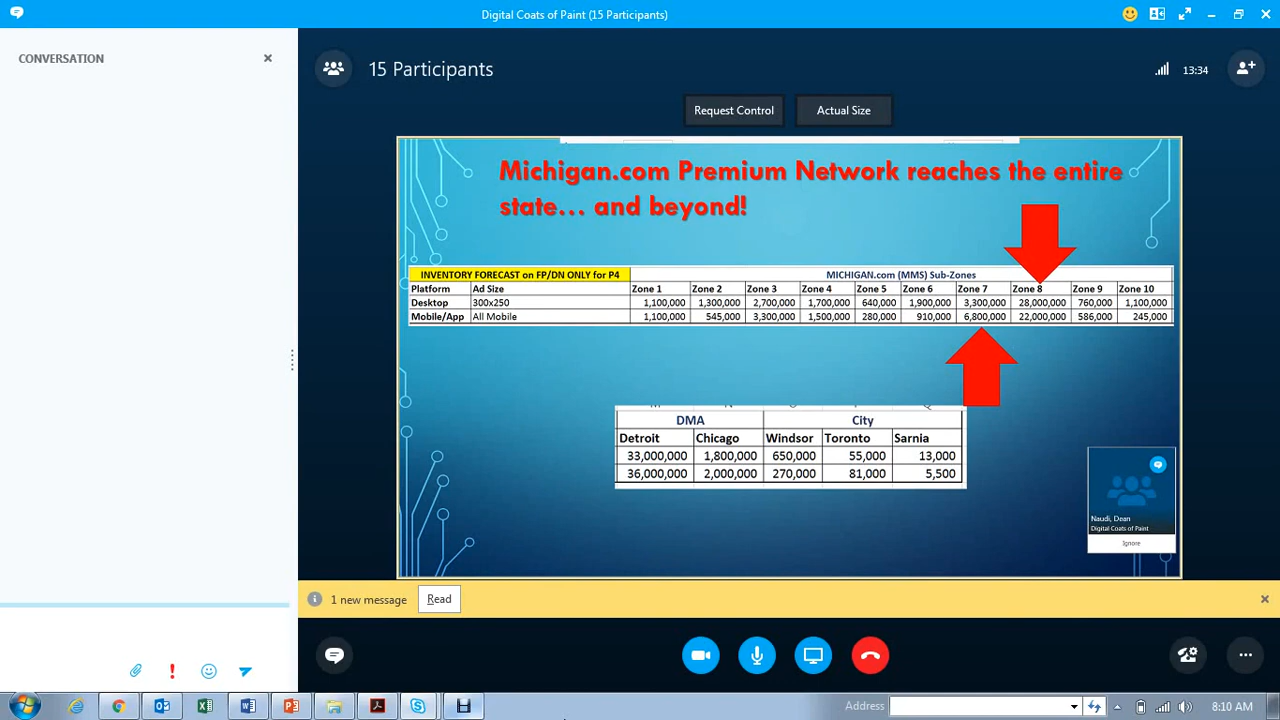 Digital Coats of Paint (15 Participants)
CONVERSATION
15 Participants
13:34
Request Control Actual Size
Michigan.com Premium Network reaches the entire
state... and beyond!
INVENTORY FORECAST on FP/DN ONLY for P4 MICHIGAN.com (MMS) Sub-Zones
Platform Ad Size Zone 1 Zone 2 Zone 3 Zone 4 Zone 5 Zone 6 Zone 7 Zone 8 Zone 9 Zone 10
Desktop 300x250 1,100,000 1,300,000 2,700,000 1,700,000 640,000 1,900,000 3,300,000 28,000,000 760,000 1,100,000
Mobile/App All Mobile 1,100,000 545,000 3,300,000 1,500,000 280,000 910,000 6,800,000 22,000,000 586,000 245,000
DMA City
Detroit Chicago Windsor Toronto Sarnia
33,000,000 1,800,000 650,000 55,000 13,000
36,000,000 2,000,000 270,000 81,000 5,500
Naudi, Dean
Digital Coats of Paint
Ignore
1 new message Read
Address 8:10 AM